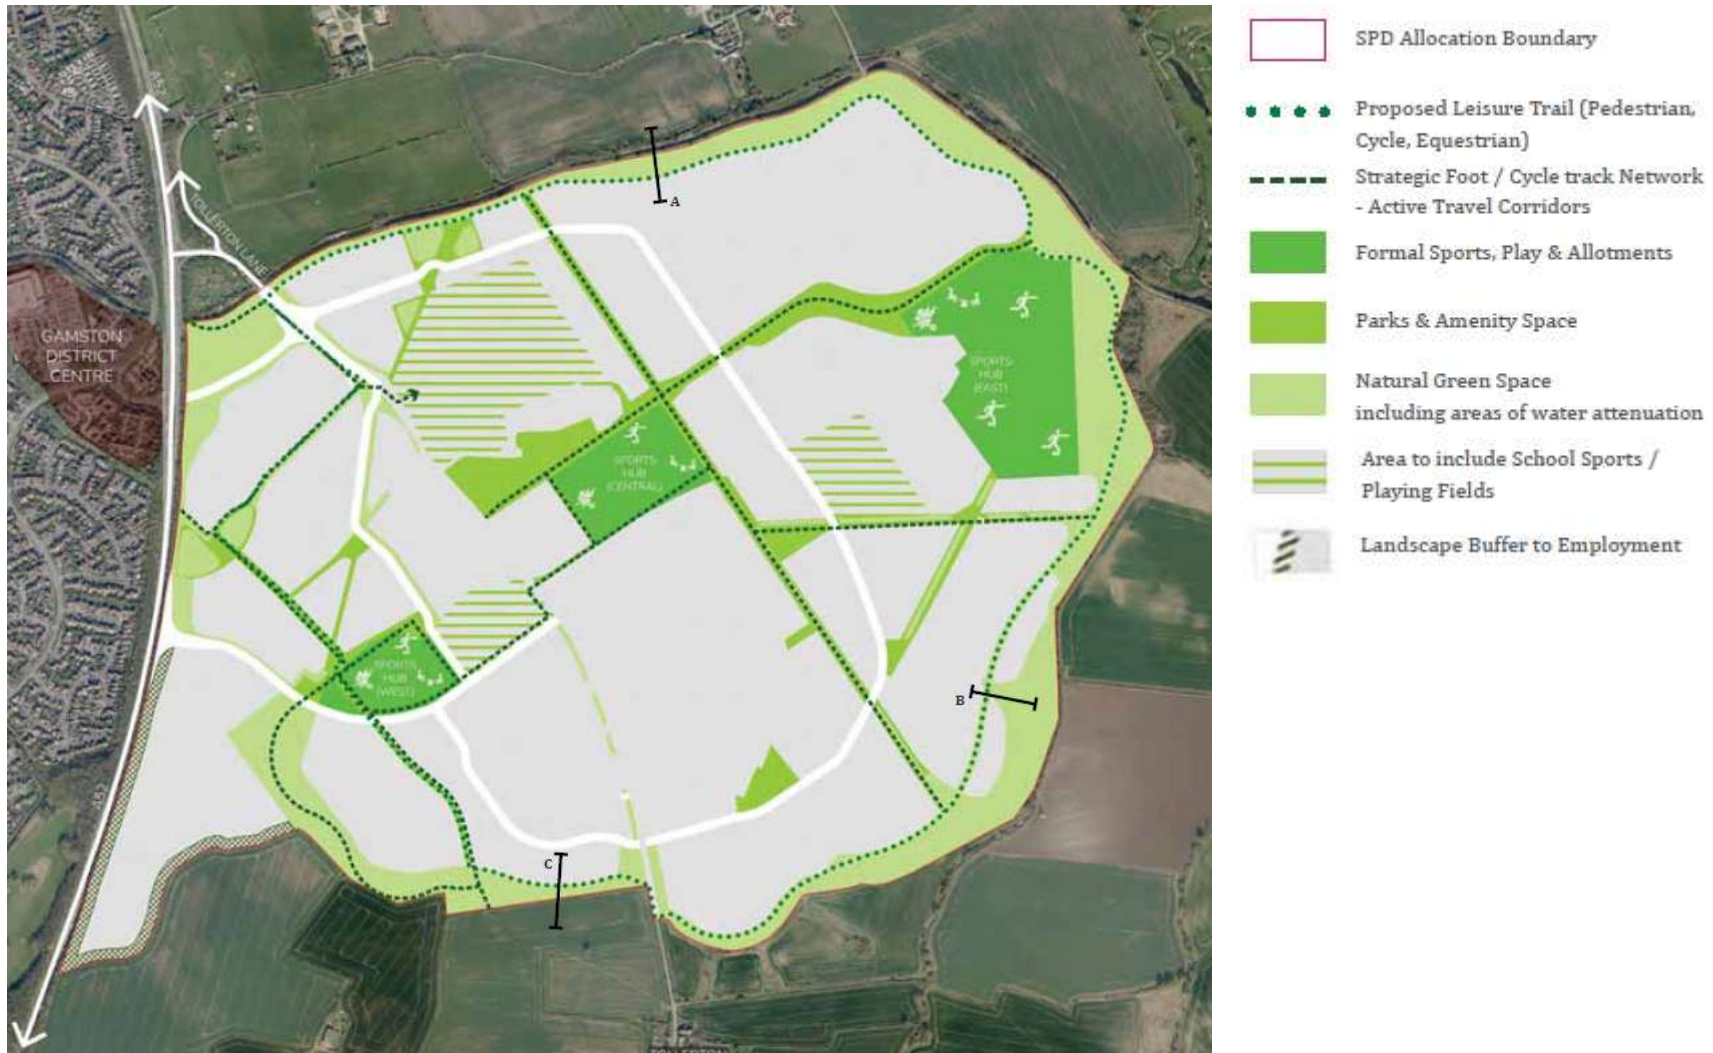 A52
TOLLERTON LANE
GAMSTON
DISTRICT
CENTRE
A
SPORTS
HUB
(EAST)
SPORTS
HUB
(CENTRAL)
SPORTS
HUB
(WEST)
B
A52
C
TOLLERTON
SPD Allocation Boundary
Proposed Leisure Trail (Pedestrian,
Cycle, Equestrian)
Strategic Foot / Cycle track Network
- Active Travel Corridors
Formal Sports, Play & Allotments
Parks & Amenity Space
Natural Green Space
including areas of water attenuation
Area to include School Sports /
Playing Fields
Landscape Buffer to Employment